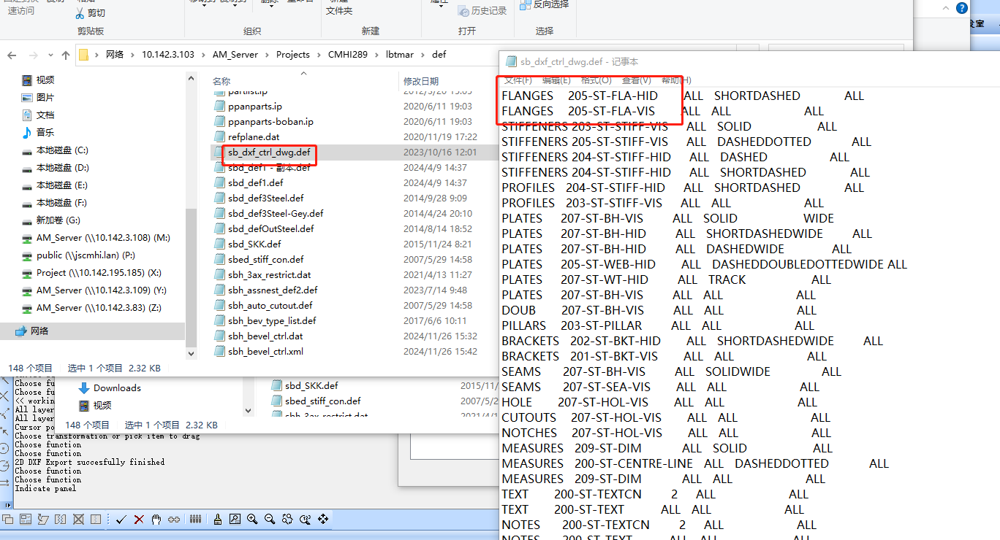 速访问
剪切
文件夹
历史记录
反向选择
剪贴板
组织
新建
打开
选择
网络 > 10.142.3.103 > AM_Server > Projects > CMHI289 > lbtmar > def
视频
图片
文档
音乐
本地磁盘 (C:)
本地磁盘 (D:)
本地磁盘 (E:)
本地磁盘 (F:)
新加卷 (G:)
AM_Server (\\10.142.3.108) (M:)
public (\\jscmhi.lan) (P:)
Project (\\10.142.195.185) (X:)
AM_Server (\\10.142.3.109) (Y:)
AM_Server (\\10.142.3.83) (Z:)
网络
名称 修改日期
partlist.ip
ppanparts.ip 2020/6/11 19:03
ppanparts-boban.ip 2020/6/11 19:03
refplane.dat 2020/11/19 17:22
sb_dxf_ctrl_dwg.def 2023/10/16 12:01
sbd_def1 - 副本.def 2024/4/9 14:37
sbd_def1.def 2024/4/9 14:37
sbd_def3Steel.def 2014/9/28 9:09
sbd_def3Steel-Gey.def 2014/4/24 20:10
sbd_defOutSteel.def 2014/8/14 18:52
sbd_SKK.def 2015/11/24 8:21
sbed_stiff_con.def 2007/5/29 14:58
sbh_3ax_restrict.dat 2021/4/13 11:27
sbh_assnest_def2.def 2023/7/14 9:48
sbh_auto_cutout.def 2007/5/29 14:58
sbh_bev_type_list.def 2017/6/6 10:11
sbh_bevel_ctrl.dat 2024/11/26 15:32
sbh_bevel_ctrl.xml 2024/11/26 15:42
148 个项目 选中 1 个项目 2.32 KB
Downloads
视频
sbd_SKK.def 2015/11/
sbed_stiff_con.def 2007/5/2
sbh_3ax_restrict.dat 2021/4/1
148 个项目 选中 1 个项目 2.32 KB
Choose fu
Choose fu
<< workin
All layer
All layer
Cursor po
Choose transformation or pick item to drag
Choose function
Choose function
2D DXF Export succesfully finished
Choose function
Choose function
Indicate panel
sb_dxf_ctrl_dwg.def - 记事本
文件(F) 编辑(E) 格式(O) 查看(V) 帮助(H)
FLANGES 205-ST-FLA-HID ALL SHORTDASHED ALL
FLANGES 205-ST-FLA-VIS ALL ALL ALL
STIFFENERS 203-ST-STIFF-VIS ALL SOLID ALL
STIFFENERS 205-ST-STIFF-VIS ALL DASHEDDOTTED ALL
STIFFENERS 204-ST-STIFF-HID ALL DASHED ALL
STIFFENERS 204-ST-STIFF-HID ALL SHORTDASHED ALL
PROFILES 204-ST-STIFF-HID ALL SHORTDASHED ALL
PROFILES 203-ST-STIFF-VIS ALL ALL ALL
PLATES 207-ST-BH-VIS ALL SOLID WIDE
PLATES 207-ST-BH-HID ALL SHORTDASHEDWIDE ALL
PLATES 207-ST-BH-HID ALL DASHEDWIDE ALL
PLATES 205-ST-WEB-HID ALL DASHEDDOUBLEDOTTEDWIDE ALL
PLATES 207-ST-WT-HID ALL TRACK ALL
PLATES 207-ST-BH-VIS ALL ALL ALL
DOUB 207-ST-BH-VIS ALL ALL ALL
PILLARS 203-ST-PILLAR ALL ALL ALL
BRACKETS 202-ST-BKT-HID ALL SHORTDASHEDWIDE ALL
BRACKETS 201-ST-BKT-VIS ALL ALL ALL
SEAMS 207-ST-BH-VIS ALL SOLIDWIDE ALL
SEAMS 207-ST-SEA-VIS ALL ALL ALL
HOLE 207-ST-HOL-VIS ALL ALL ALL
CUTOUTS 207-ST-HOL-VIS ALL ALL ALL
NOTCHES 207-ST-HOL-VIS ALL ALL ALL
MEASURES 209-ST-DIM ALL SOLID ALL
MEASURES 200-ST-CENTRE-LINE ALL DASHEDDOTTED ALL
MEASURES 209-ST-DIM ALL ALL ALL
TEXT 200-ST-TEXTCN 2 ALL ALL
TEXT 200-ST-TEXT ALL ALL ALL
NOTES 200-ST-TEXTCN 2 ALL ALL
NOTES 200-ST-TEXT ALL ALL ALL